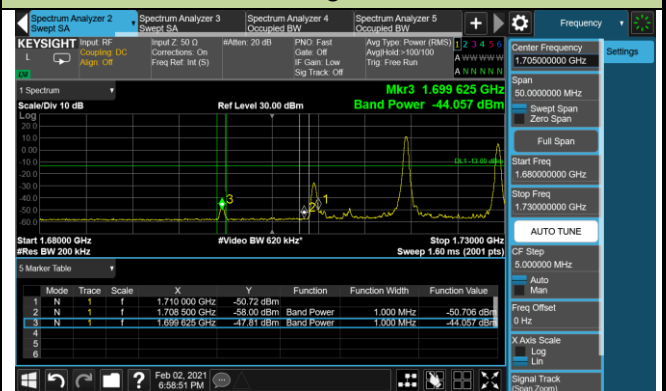 Spectrum Analyzer 2
Swept SA
Spectrum Analyzer 3
Swept SA
Spectrum Analyzer 4
Occupied BW
Spectrum Analyzer 5
Occupied BW
+
Frequency
KEYSIGHT
L
Input: RF
Coupling: DC
Align: Off
Input Z: 50 Ω
Corrections: On
Freq Ref: Int (S)
#Atten: 20 dB
PNO: Fast
Gate: Off
IF Gain: Low
Sig Track: Off
Avg Type: Power (RMS)
Avg|Hold:>100/100
Trig: Free Run
1 2 3 4 5 6
A W W W W W
A N N N N N
1 Spectrum
Scale/Div 10 dB
Ref Level 30.00 dBm
Mkr3 1.699 625 GHz
Band Power -44.057 dBm
Log
20.0
10.0
0.00
-10.0
-20.0
-30.0
-40.0
-50.0
-60.0
DL1 -13.00 dBm
3
2
1
Start 1.68000 GHz
#Video BW 620 kHz*
Stop 1.73000 GHz
#Res BW 200 kHz
Sweep 1.60 ms (2001 pts)
5 Marker Table
Mode Trace Scale X Y Function Function Width Function Value
1 N 1 f 1.710 000 GHz -50.72 dBm
2 N 1 f 1.708 500 GHz -58.00 dBm Band Power 1.000 MHz -50.706 dBm
3 N 1 f 1.699 625 GHz -47.81 dBm Band Power 1.000 MHz -44.057 dBm
4
5
6
Feb 02, 2021
6:58:51 PM
?
Center Frequency
1.705000000 GHz
Settings
Span
50.0000000 MHz
Swept Span
Zero Span
Full Span
Start Freq
1.680000000 GHz
Stop Freq
1.730000000 GHz
AUTO TUNE
CF Step
5.000000 MHz
Auto
Man
Freq Offset
0 Hz
X Axis Scale
Log
Lin
Signal Track
(Span Zoom)